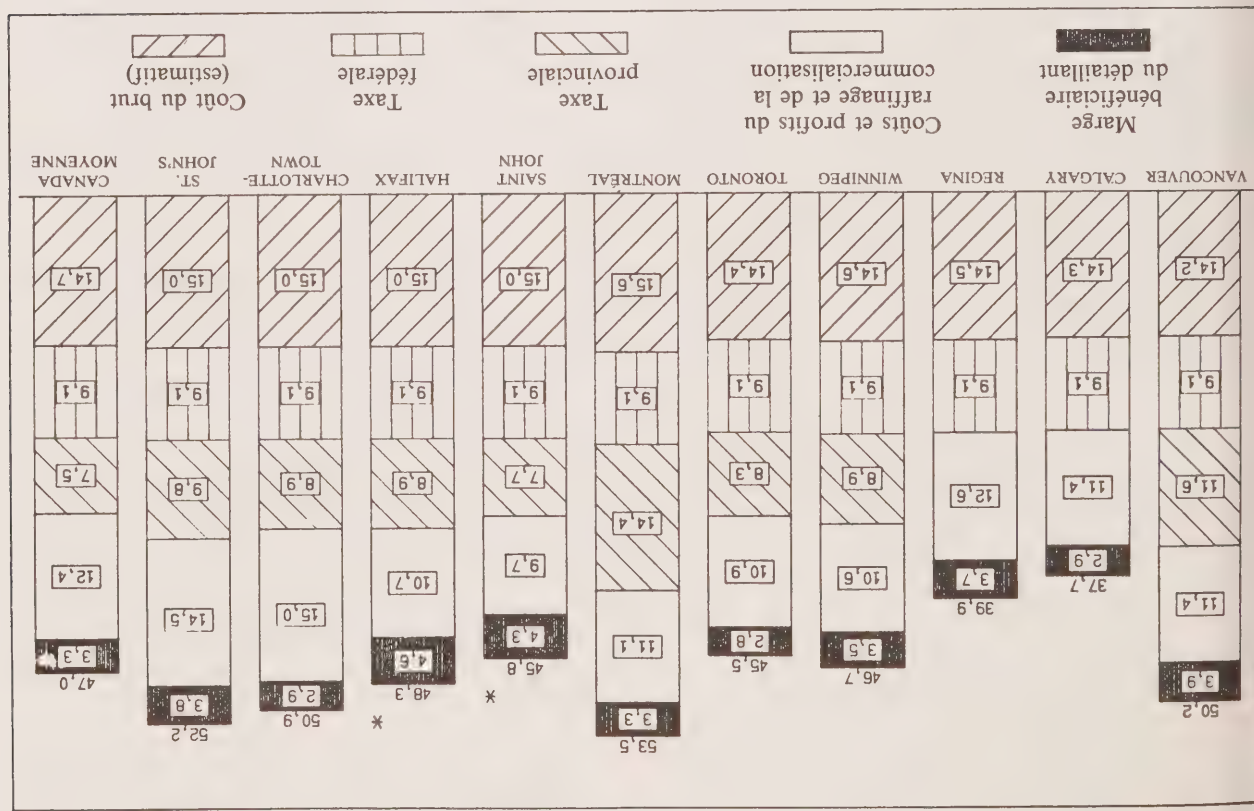 53,5
50,2 37,7 39,9 46,7 45,5 * 45,8 * 48,3 50,9 52,2 47,0
3,9 2,9 3,7 3,5 2,8 3,3 4,3 4,6 2,9 3,8 3,3
11,4 11,4 12,6 10,6 10,9 11,1 9,7 10,7 15,0 14,5 12,4
11,6 8,9 8,3 14,4 7,7 8,9 8,9 9,8 7,5
9,1 9,1 9,1 9,1 9,1 9,1 9,1 9,1 9,1 9,1 9,1
14,2 14,3 14,5 14,6 14,4 15,6 15,0 15,0 15,0 15,0 14,7
VANCOUVER CALGARY REGINA WINNIPEG TORONTO MONTRÉAL SAINT JOHN HALIFAX CHARLOTTE-TOWN ST. JOHN'S CANADA MOYENNE
Marge
bénéficiaire
du détaillant
Coûts et profits du
raffinage et de la
commercialisation
Taxe
provinciale
Taxe
fédérale
Coût du brut
(estimatif)